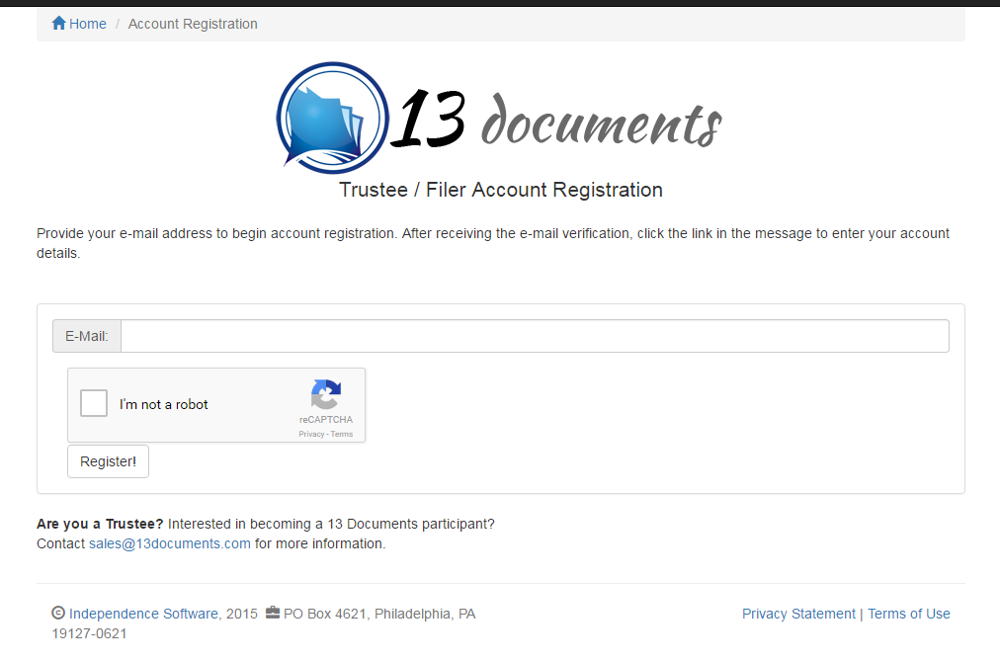 Home / Account Registration
13 documents
Trustee / Filer Account Registration
Provide your e-mail address to begin account registration. After receiving the e-mail verification, click the link in the message to enter your account
details.
E-Mail:
I'm not a robot
reCAPTCHA
Privacy - Terms
Register!
Are you a Trustee? Interested in becoming a 13 Documents participant?
Contact sales@13documents.com for more information.
© Independence Software, 2015 PO Box 4621, Philadelphia, PA
19127-0621
Privacy Statement | Terms of Use